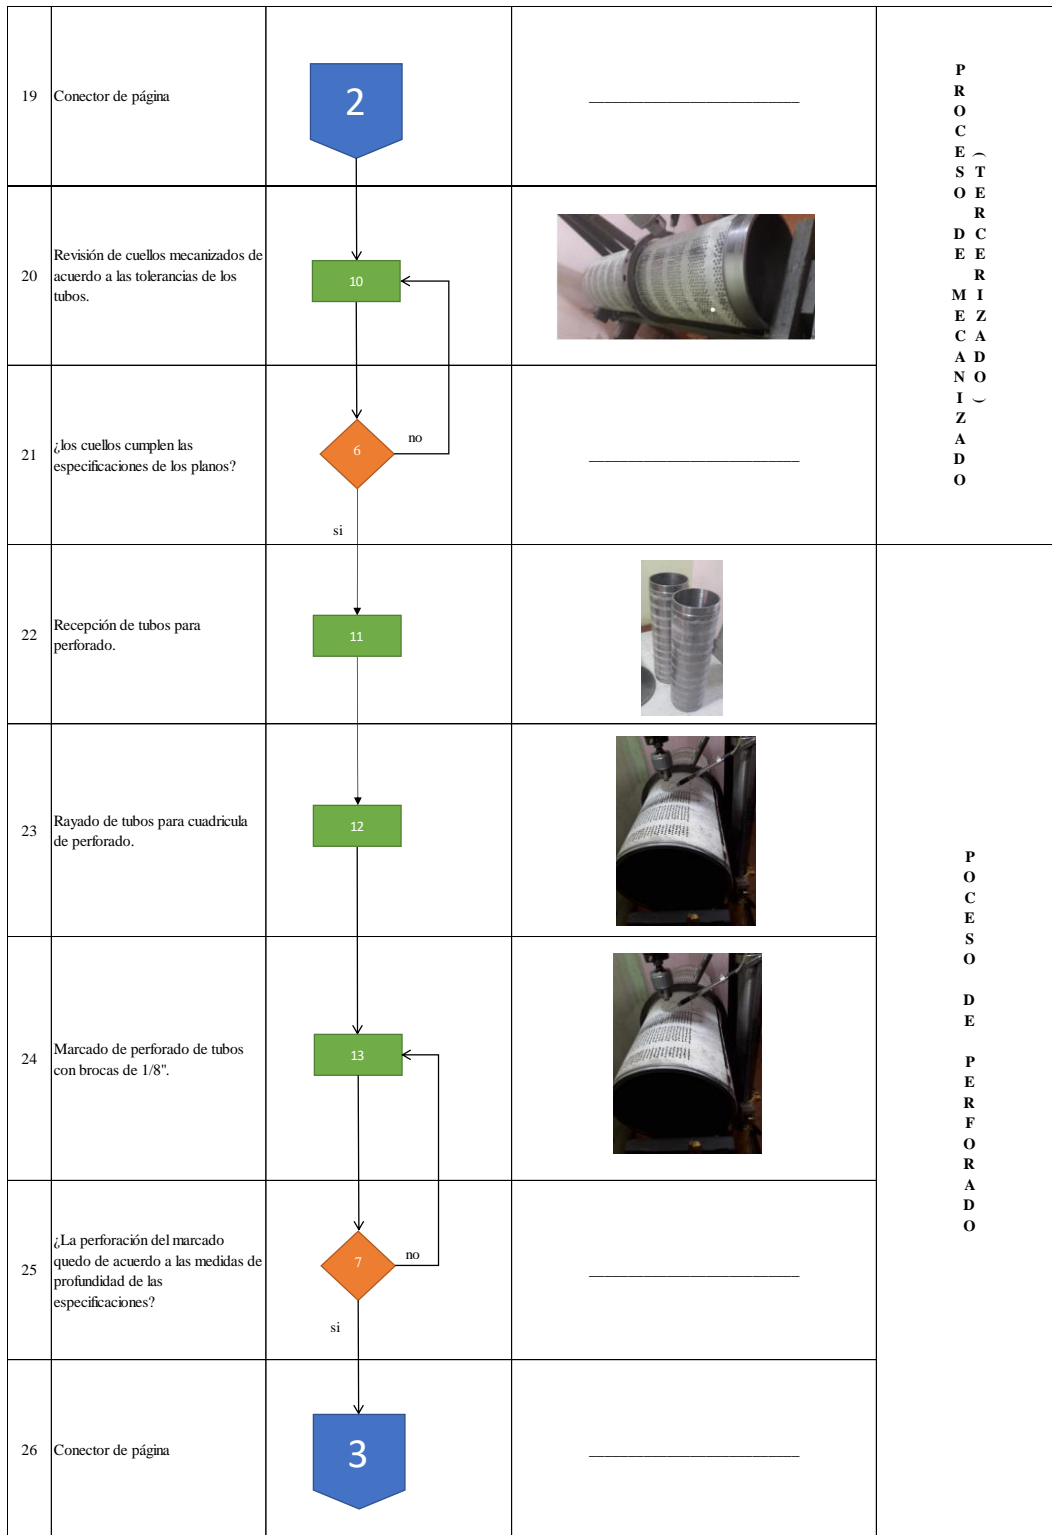 19
Conector de página
2
___________________________
20
Revisión de cuellos mecanizados de
acuerdo a las tolerancias de los
tubos.
10
21
¿los cuellos cumplen las
especificaciones de los planos?
6
no
si
___________________________
PROCESO DE MECANIZADO
(TERCERIZADO)
22
Recepción de tubos para
perforado.
11
23
Rayado de tubos para cuadricula
de perforado.
12
24
Marcado de perforado de tubos
con brocas de 1/8".
13
25
¿La perforación del marcado
quedo de acuerdo a las medidas de
profundidad de las
especificaciones?
7
no
si
___________________________
26
Conector de página
3
___________________________
POCESO DE PERFORADO